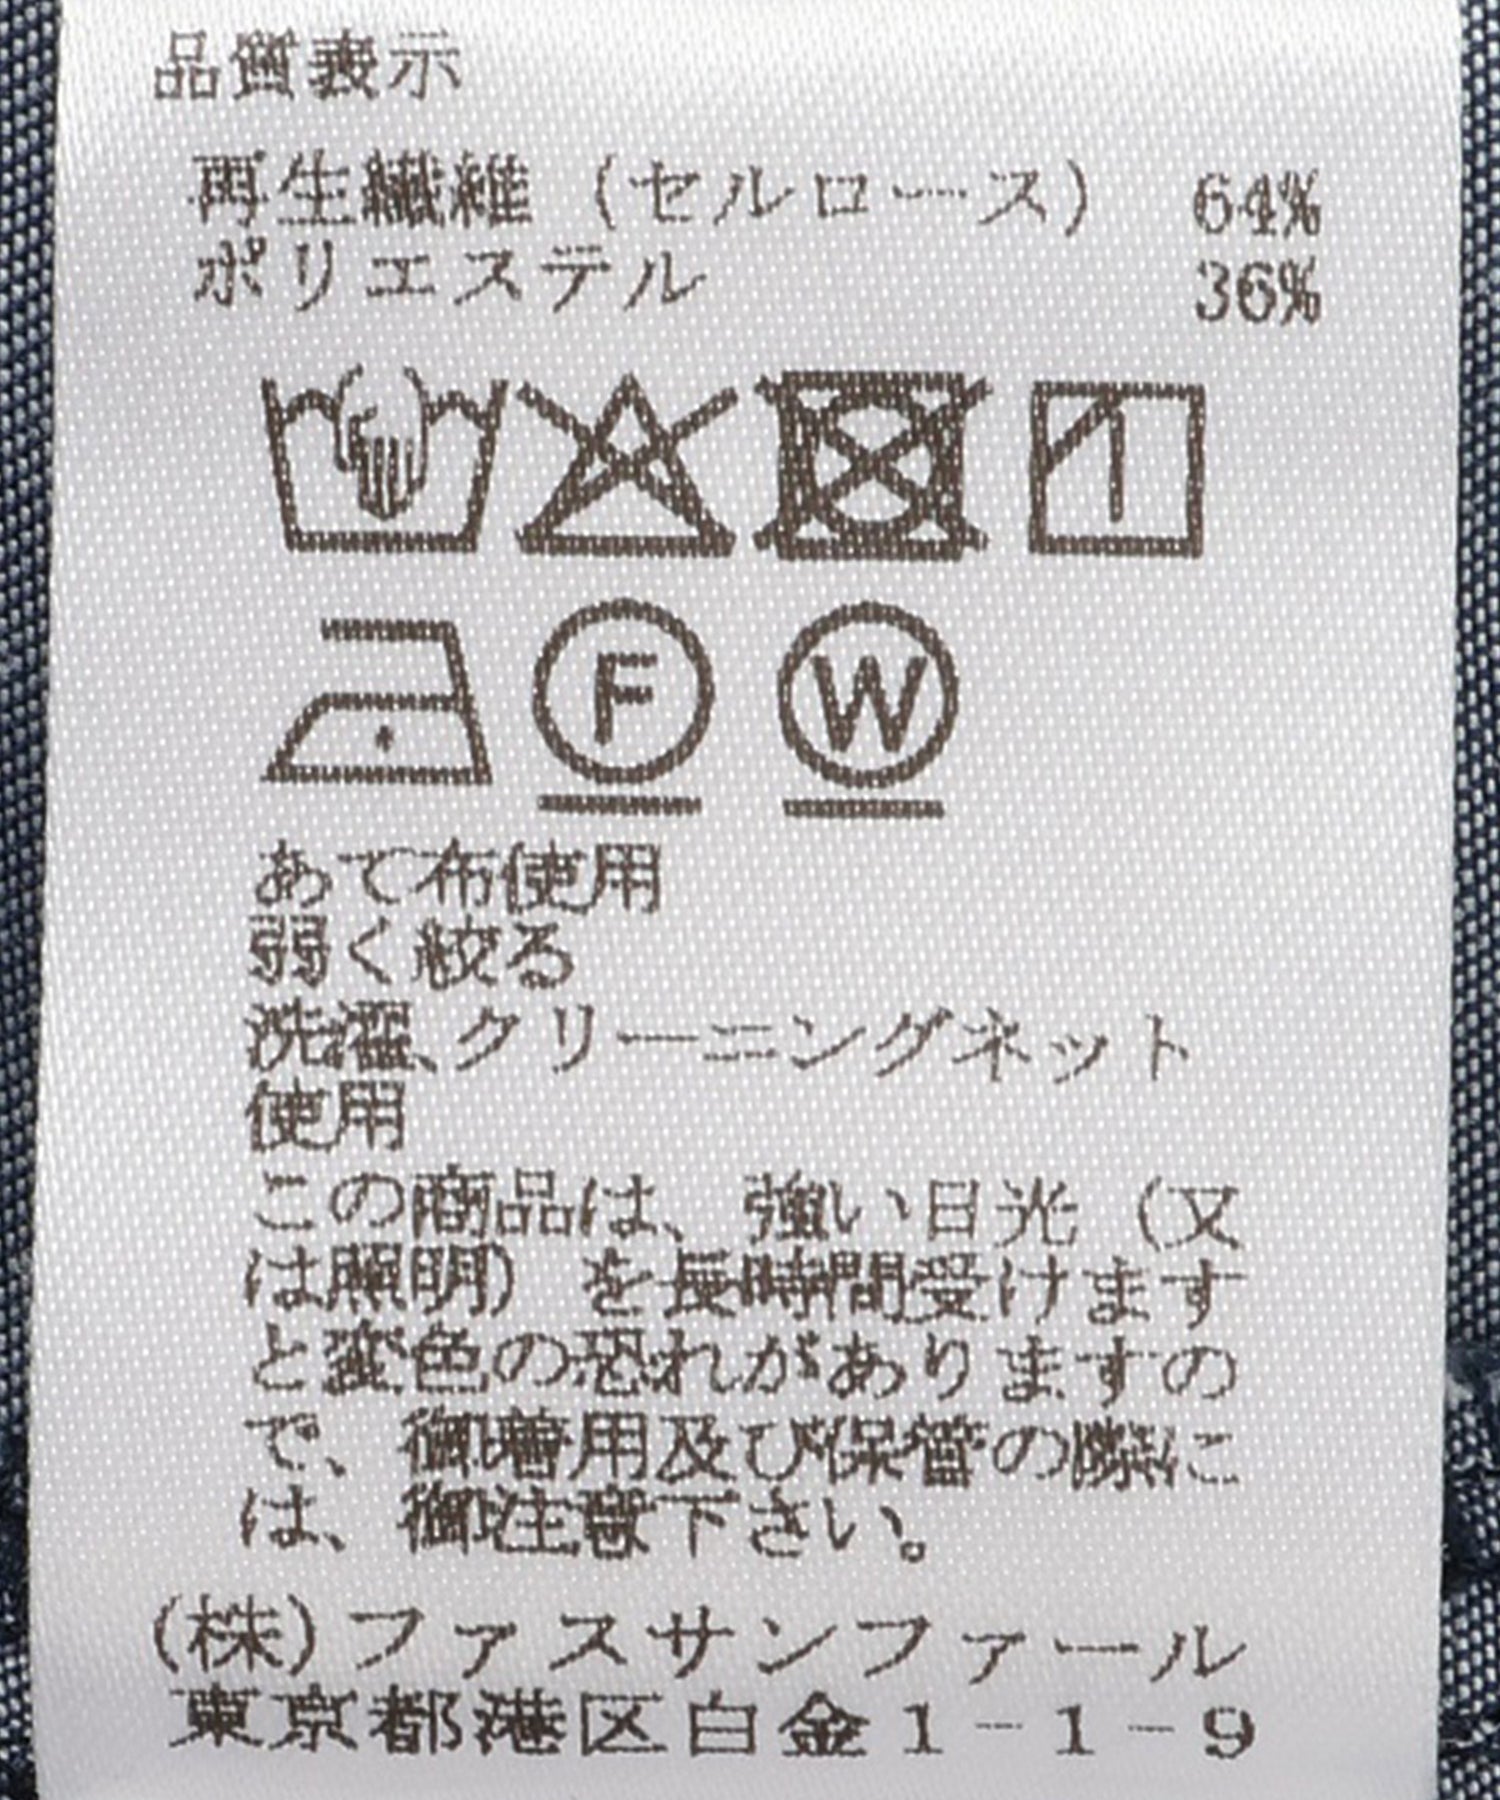 品質表示
再生繊維(セルロース) 64%
ポリエステル 36%
F W
あて布使用
弱く絞る
洗濯、クリーニングネット
使用
この商品は、強い日光(又
は照明)を長時間受けます
と変色の恐れがありますの
で、御着用及び保管の際に
は、御注意下さい。
(株)ファスサンファール
東京都港区白金1-1-9